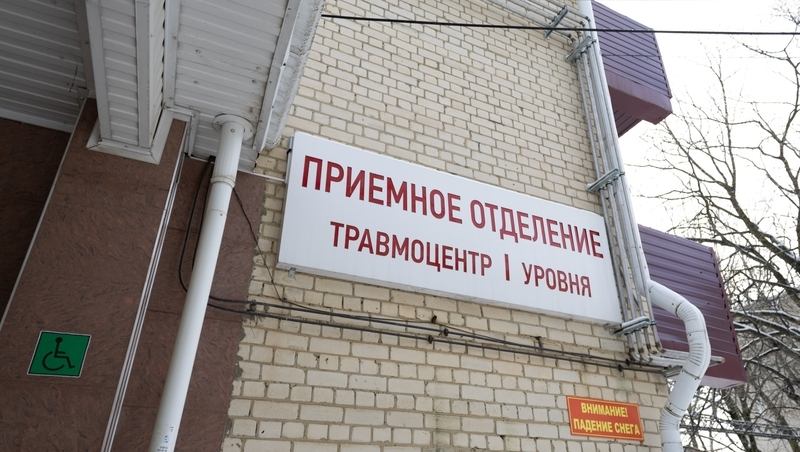 ПРИЕМНОЕ ОТДЕЛЕНИЕ
ТРАВМОЦЕНТР I УРОВНЯ
ВНИМАНИЕ!
ПАДЕНИЕ СНЕГА